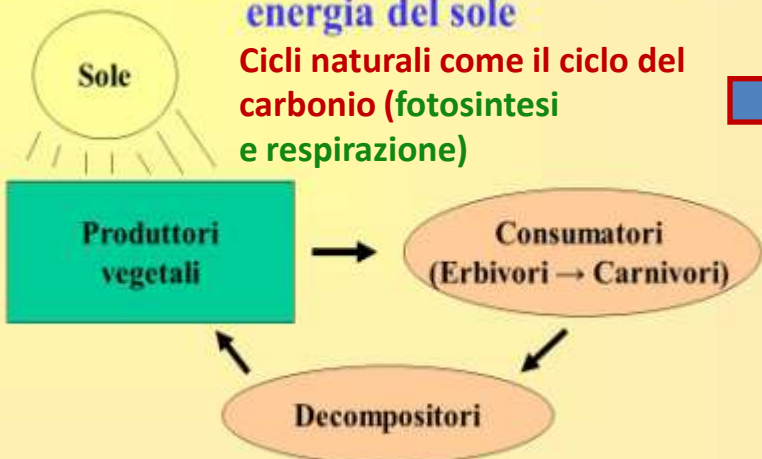 energia del sole
Sole
Cicli naturali come il ciclo del
carbonio (fotosintesi
e respirazione)
Produttori
vegetali
Consumatori
(Erbivori → Carnivori)
Decompositori